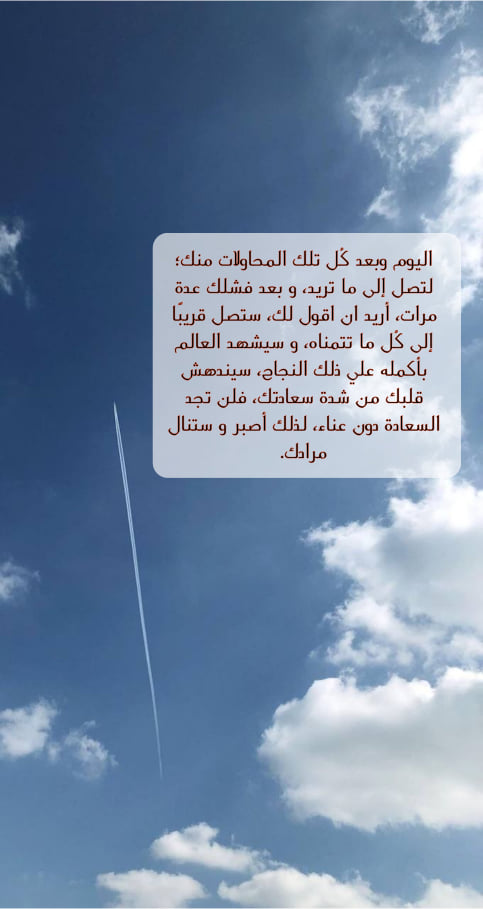 اليوم وبعد كُل تلك المحاولات منك؛
لتصل إلى ما تريد، و بعد فشلك عدة
مرات، أريد ان اقول لك، ستصل قريبًا
إلى كُل ما تتمناه، و سيشهد العالم
بأكمله علي ذلك النجاح، سيندهش
قلبك من شدة سعادتك، فلن تجد
السعادة دون عناء، لذلك أصبر و ستنال
مرادك.